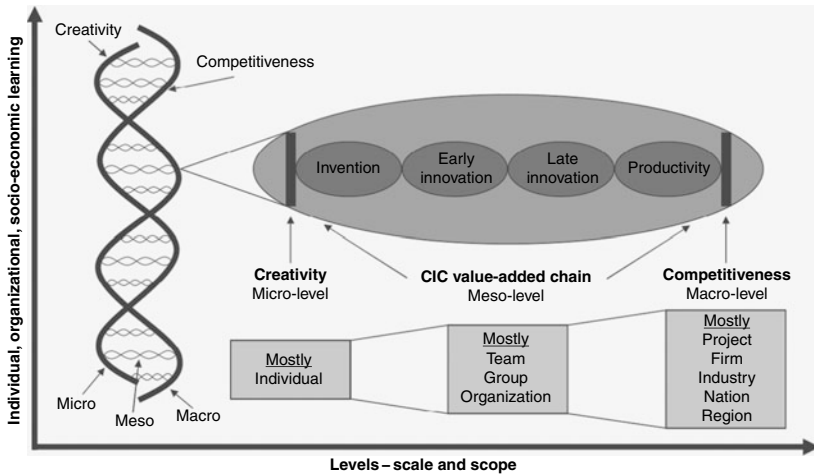 Individual, organizational, socio-economic learning
Creativity
Competitiveness
Invention
Early
innovation
Late
innovation
Productivity
Creativity
Micro-level
CIC value-added chain
Meso-level
Competitiveness
Macro-level
Mostly
Individual
Mostly
Team
Group
Organization
Mostly
Project
Firm
Industry
Nation
Region
Micro
Meso
Macro
Levels – scale and scope